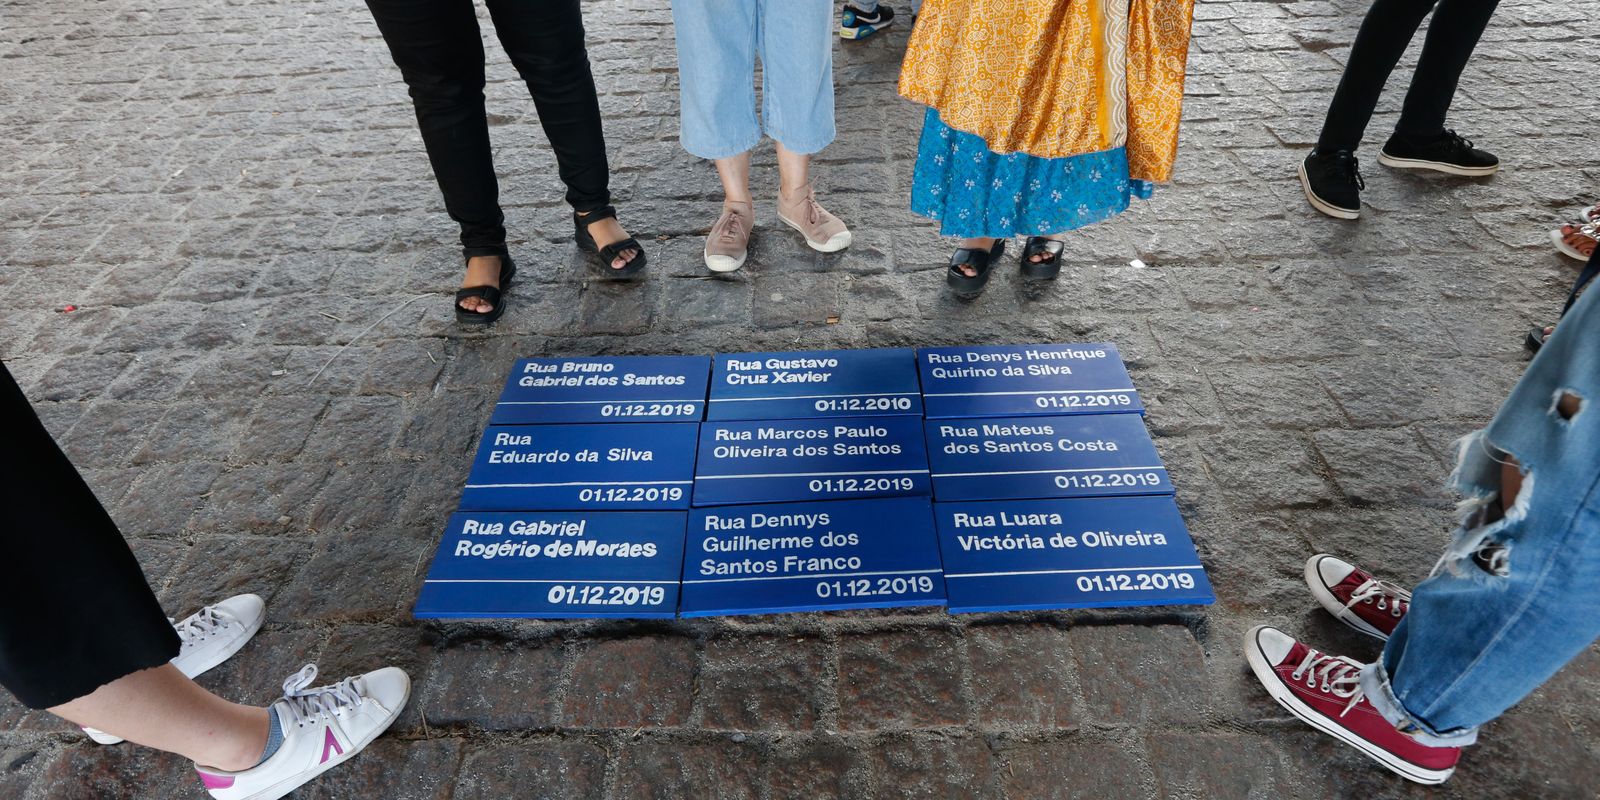 Rua Bruno
Gabriel dos Santos
01.12.2019
Rua Gustavo
Cruz Xavier
01.12.2010
Rua Denys Henrique
Quirino da Silva
01.12.2019
Rua
Eduardo da Silva
01.12.2019
Rua Marcos Paulo
Oliveira dos Santos
01.12.2019
Rua Mateus
dos Santos Costa
01.12.2019
Rua Gabriel
Rogério de Moraes
01.12.2019
Rua Dennys
Guilherme dos
Santos Franco
01.12.2019
Rua Luara
Victória de Oliveira
01.12.2019